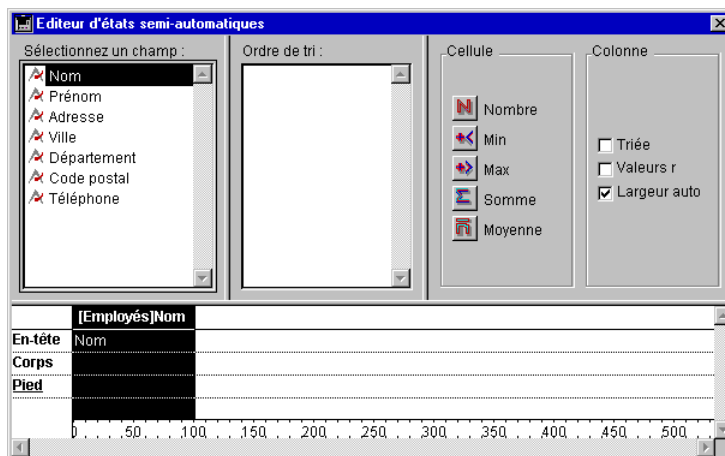 Editeur d'états semi-automatiques
Sélectionnez un champ :
Nom
Prénom
Adresse
Ville
Département
Code postal
Téléphone
Ordre de tri :
Cellule
Nombre
Min
Max
Somme
Moyenne
Colonne
Triée
Valeurs r
Largeur auto
[Employés]Nom
En-tête Nom
Corps
Pied
0 50 100 150 200 250 300 350 400 450 500